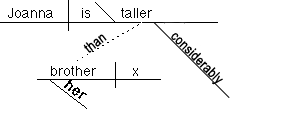 Joanna is taller
than
considerably
brother x
her